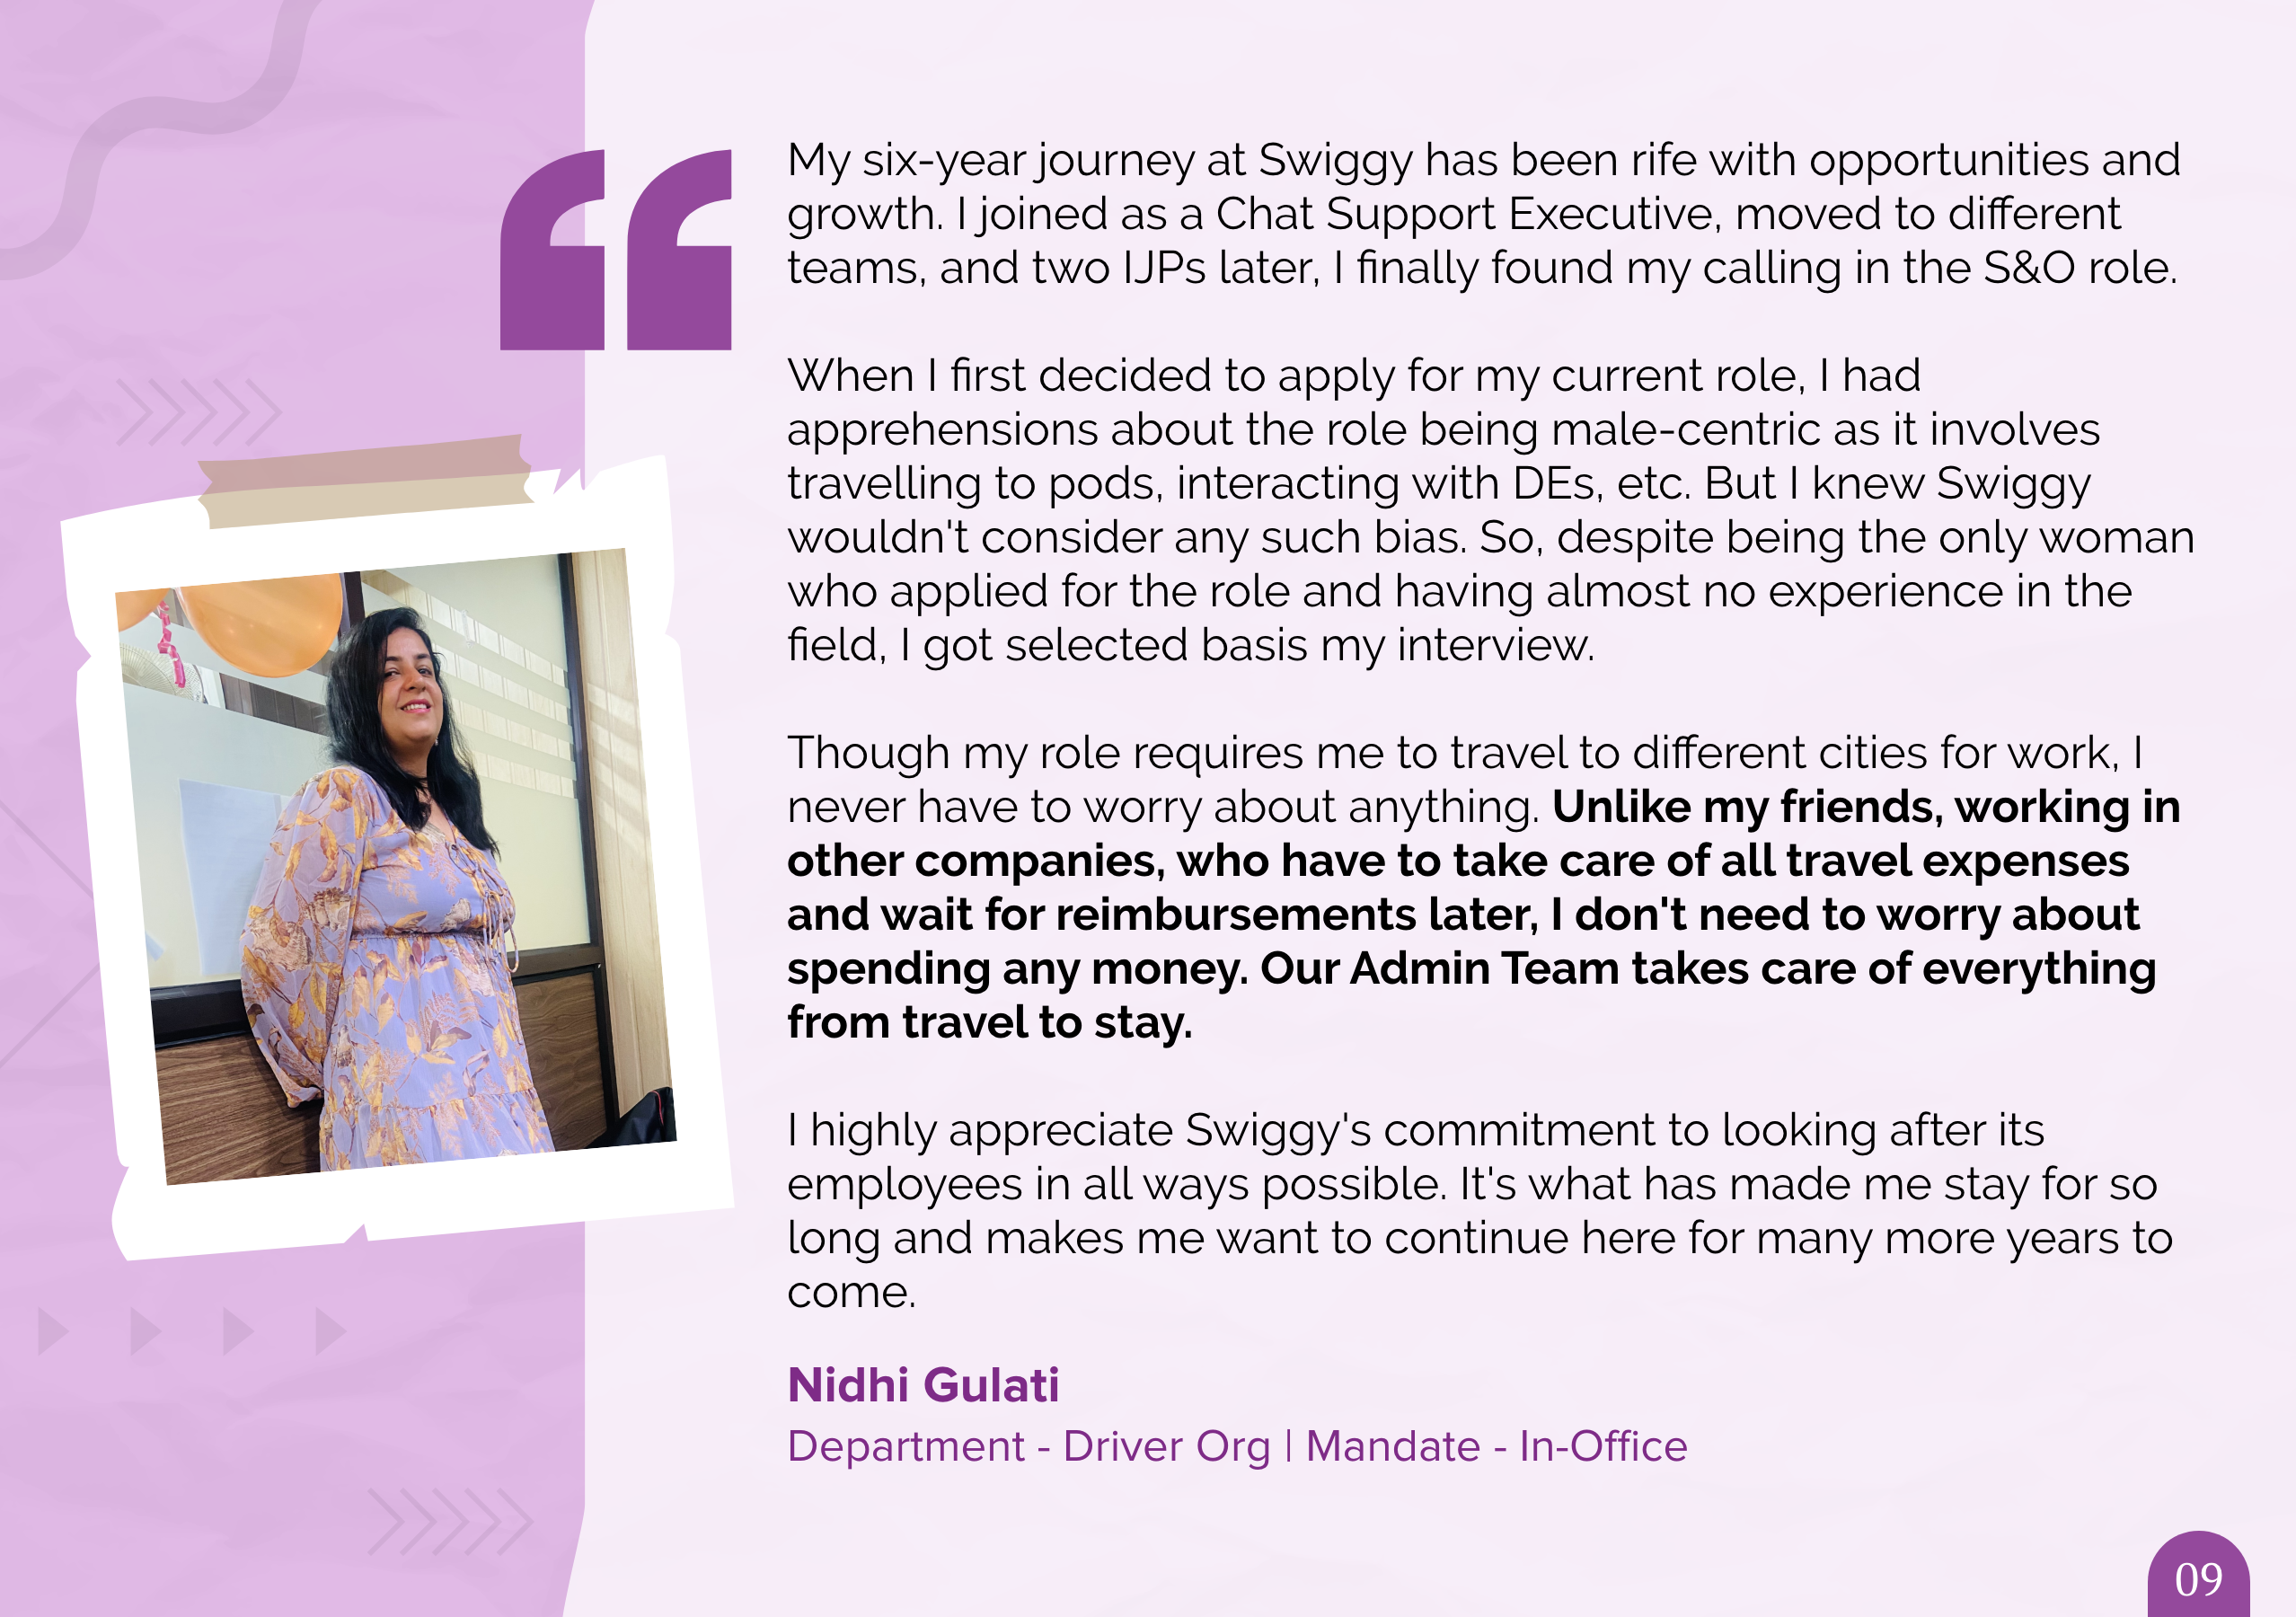 My six-year journey at Swiggy has been rife with opportunities and
growth. I joined as a Chat Support Executive, moved to different
teams, and two IJPs later, I finally found my calling in the S&O role.
When I first decided to apply for my current role, I had
apprehensions about the role being male-centric as it involves
travelling to pods, interacting with DEs, etc. But I knew Swiggy
wouldn't consider any such bias. So, despite being the only woman
who applied for the role and having almost no experience in the
field, I got selected basis my interview.
Though my role requires me to travel to different cities for work, I
never have to worry about anything. Unlike my friends, working in
other companies, who have to take care of all travel expenses
and wait for reimbursements later, I don't need to worry about
spending any money. Our Admin Team takes care of everything
from travel to stay.
I highly appreciate Swiggy's commitment to looking after its
employees in all ways possible. It's what has made me stay for so
long and makes me want to continue here for many more years to
come.
Nidhi Gulati
Department - Driver Org | Mandate - In-Office
09